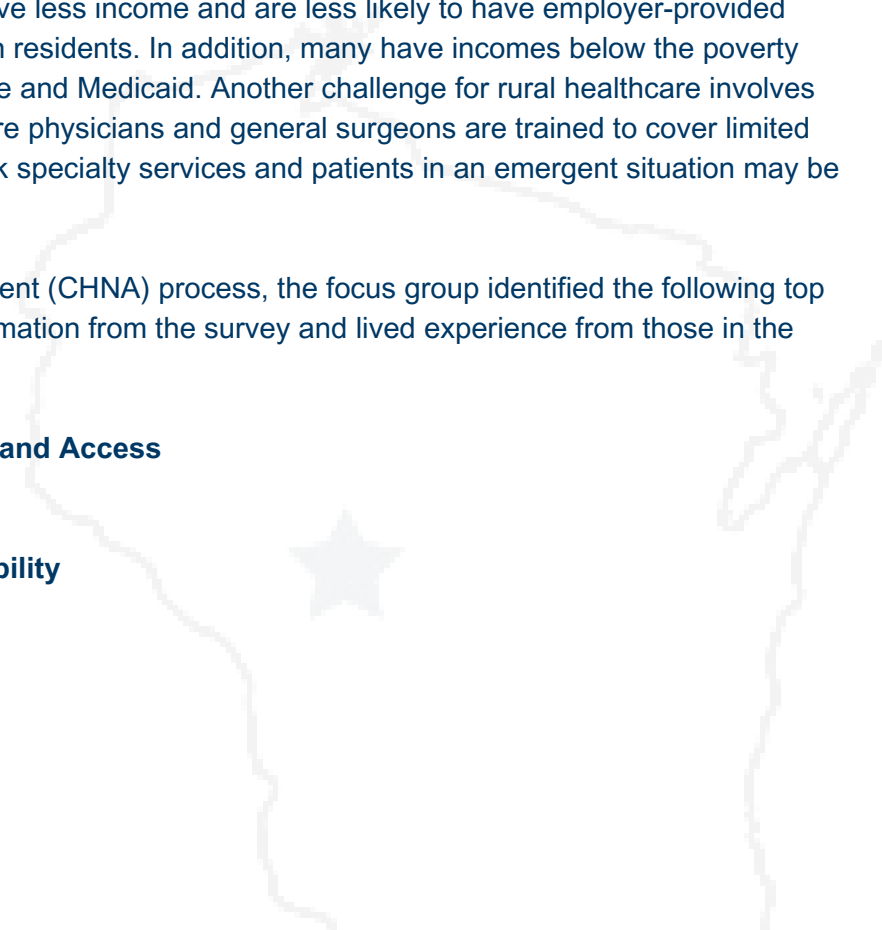 ve less income and are less likely to have employer-provided
n residents. In addition, many have incomes below the poverty
e and Medicaid. Another challenge for rural healthcare involves
re physicians and general surgeons are trained to cover limited
k specialty services and patients in an emergent situation may be
ent (CHNA) process, the focus group identified the following top
mation from the survey and lived experience from those in the
and Access
bility